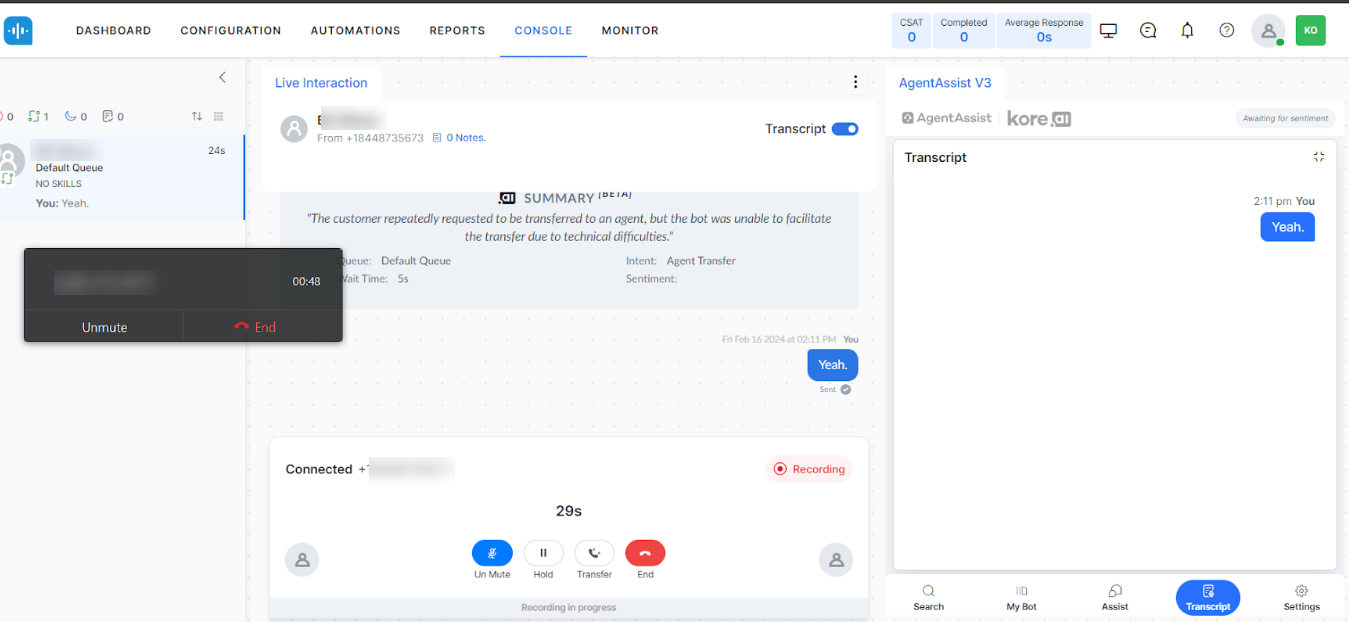 DASHBOARD CONFIGURATION AUTOMATIONS REPORTS CONSOLE MONITOR
CSAT
0
Completed
0
Average Response
0s
KO
0 1 0 0
24s
Default Queue
NO SKILLS
You: Yeah.
00:48
Unmute End
Live Interaction
From +18448735673 0 Notes.
Transcript
.ai SUMMARY [BETA]
"The customer repeatedly requested to be transferred to an agent, but the bot was unable to facilitate
the transfer due to technical difficulties."
Queue: Default Queue Intent: Agent Transfer
Wait Time: 5s Sentiment:
Fri Feb 16 2024 at 02:11 PM You
Yeah.
Sent
Connected Recording
29s
Un Mute Hold Transfer End
Recording in progress
AgentAssist V3
AgentAssist kore.ai Awaiting for sentiment
Transcript
2:11 pm You
Yeah.
Search My Bot Assist Transcript Settings